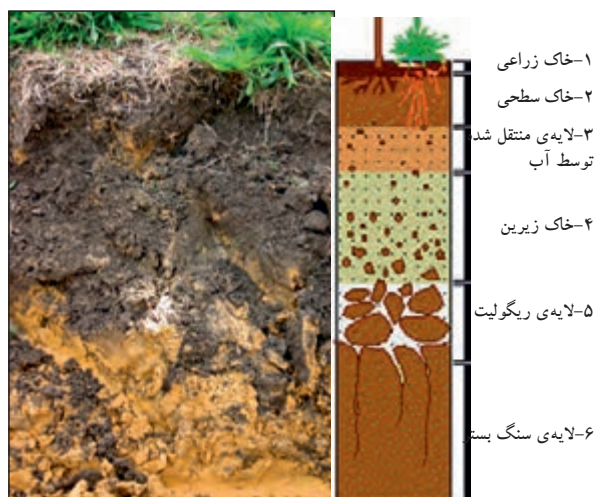 ۱-خاک زراعی
۲-خاک سطحی
۳-لایه‌ی منتقل شد
توسط آب
۴-خاک زیرین
۵-لایه‌ی ریگولیت
۶-لایه‌ی سنگ بستر